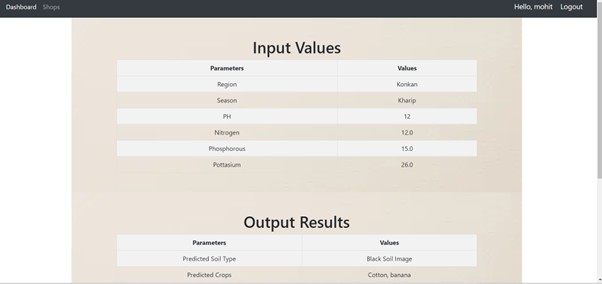 Dashboard Shops Hello, mohit Logout
Input Values
Parameters Values
Region Konkan
Season Kharip
PH 12
Nitrogen 12.0
Phosphorous 15.0
Pottasium 26.0
Output Results
Parameters Values
Predicted Soil Type Black Soil Image
Predicted Crops Cotton, banana